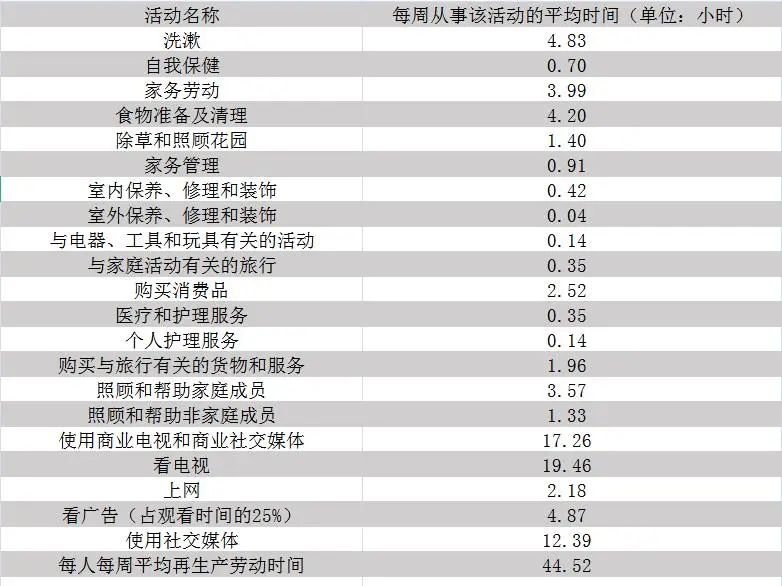 活动名称 每周从事该活动的平均时间（单位：小时）
洗漱 4.83
自我保健 0.70
家务劳动 3.99
食物准备及清理 4.20
除草和照顾花园 1.40
家务管理 0.91
室内保养、修理和装饰 0.42
室外保养、修理和装饰 0.04
与电器、工具和玩具有关的活动 0.14
与家庭活动有关的旅行 0.35
购买消费品 2.52
医疗和护理服务 0.35
个人护理服务 0.14
购买与旅行有关的货物和服务 1.96
照顾和帮助家庭成员 3.57
照顾和帮助非家庭成员 1.33
使用商业电视和商业社交媒体 17.26
看电视 19.46
上网 2.18
看广告（占观看时间的25%） 4.87
使用社交媒体 12.39
每人每周平均再生产劳动时间 44.52